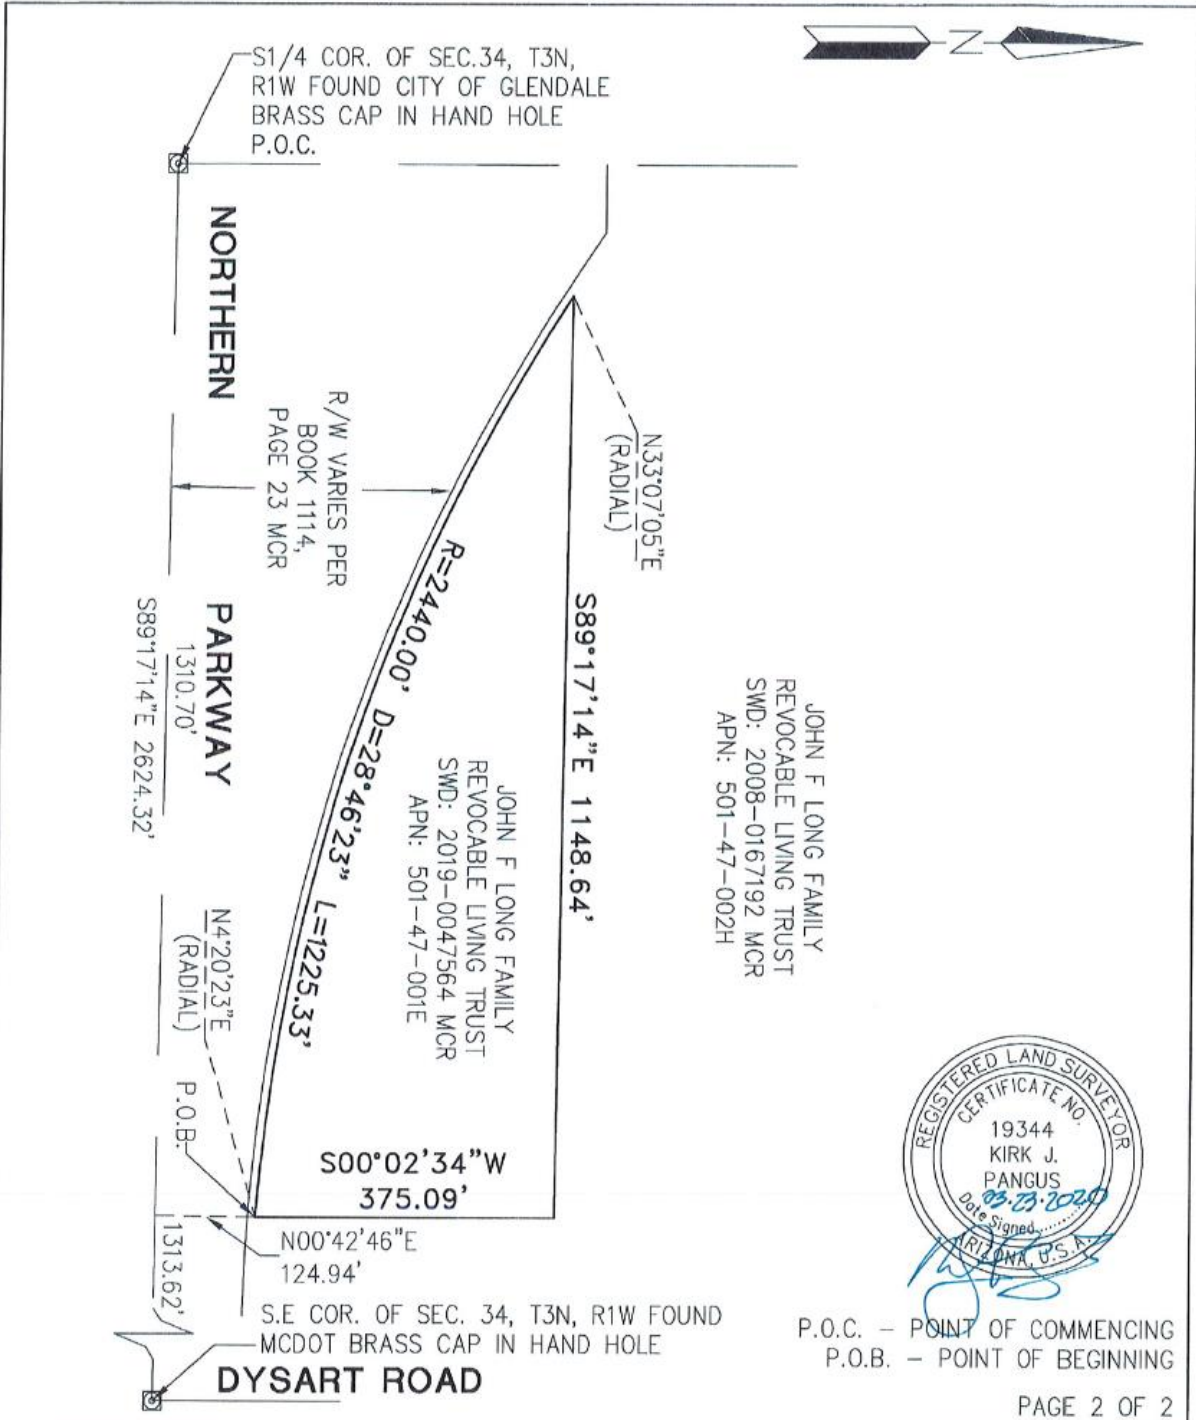 S1/4 COR. OF SEC.34, T3N,
R1W FOUND CITY OF GLENDALE
BRASS CAP IN HAND HOLE
P.O.C.
N
NORTHERN
PARKWAY
R/W VARIES PER
BOOK 1114,
PAGE 23 MCR
1310.70'
S89°17'14"E 2624.32'
N33°07'05"E
(RADIAL)
S89°17'14"E 1148.64'
R=2440.00' D=28°46'23" L=1225.33'
JOHN F LONG FAMILY
REVOCABLE LIVING TRUST
SWD: 2008-0167192 MCR
APN: 501-47-002H
JOHN F LONG FAMILY
REVOCABLE LIVING TRUST
SWD: 2019-0047564 MCR
APN: 501-47-001E
N4°20'23"E
(RADIAL)
P.O.B.
S00°02'34"W
375.09'
N00°42'46"E
124.94'
1313.62'
S.E COR. OF SEC. 34, T3N, R1W FOUND
MCDOT BRASS CAP IN HAND HOLE
DYSART ROAD
REGISTERED LAND SURVEYOR
CERTIFICATE NO.
19344
KIRK J.
PANGUS
03-23-2020
Date Signed
ARIZONA, U.S.A.
P.O.C. - POINT OF COMMENCING
P.O.B. - POINT OF BEGINNING
PAGE 2 OF 2